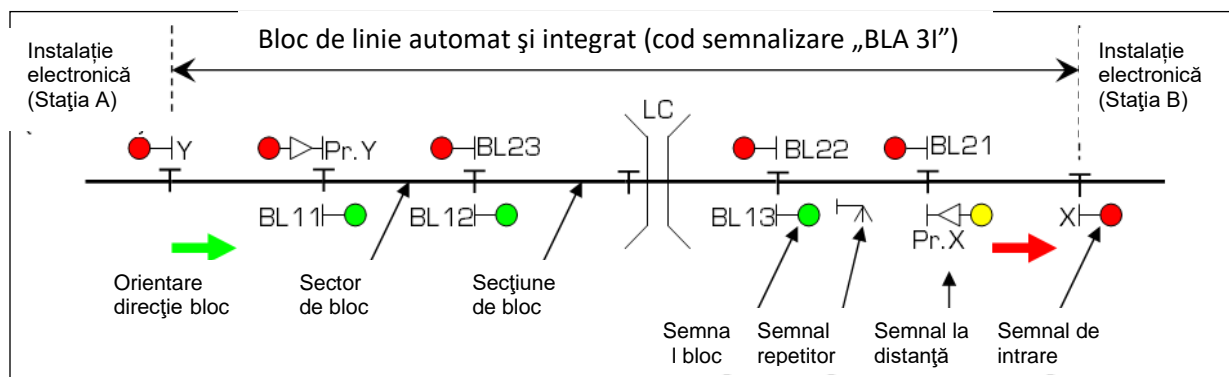 Bloc de linie automat şi integrat (cod semnalizare „BLA 3I”)
Instalație
electronică
(Staţia A)
Instalație
electronică
(Staţia B)
LC
Y
Pr.Y
BL23
BL22
BL21
BL11
BL12
BL13
Pr.X
X
Orientare
direcție bloc
Sector
de bloc
Secţiune
de bloc
Semna
l bloc
Semnal
repetitor
Semnal la
distanţă
Semnal de
intrare